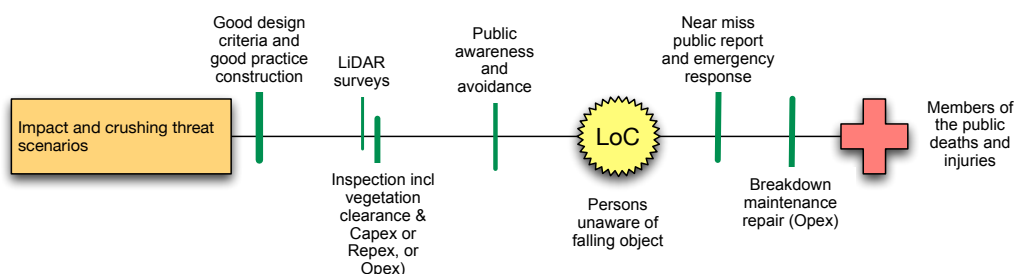 Good design
criteria and
good practice
construction
LiDAR
surveys
Public
awareness
and
avoidance
Near miss
public report
and emergency
response
Impact and crushing threat
scenarios
LoC
Members of
the public
deaths and
injuries
Inspection incl
vegetation
clearance &
Capex or
Repex, or
Opex)
Persons
unaware of
falling object
Breakdown
maintenance
repair (Opex)